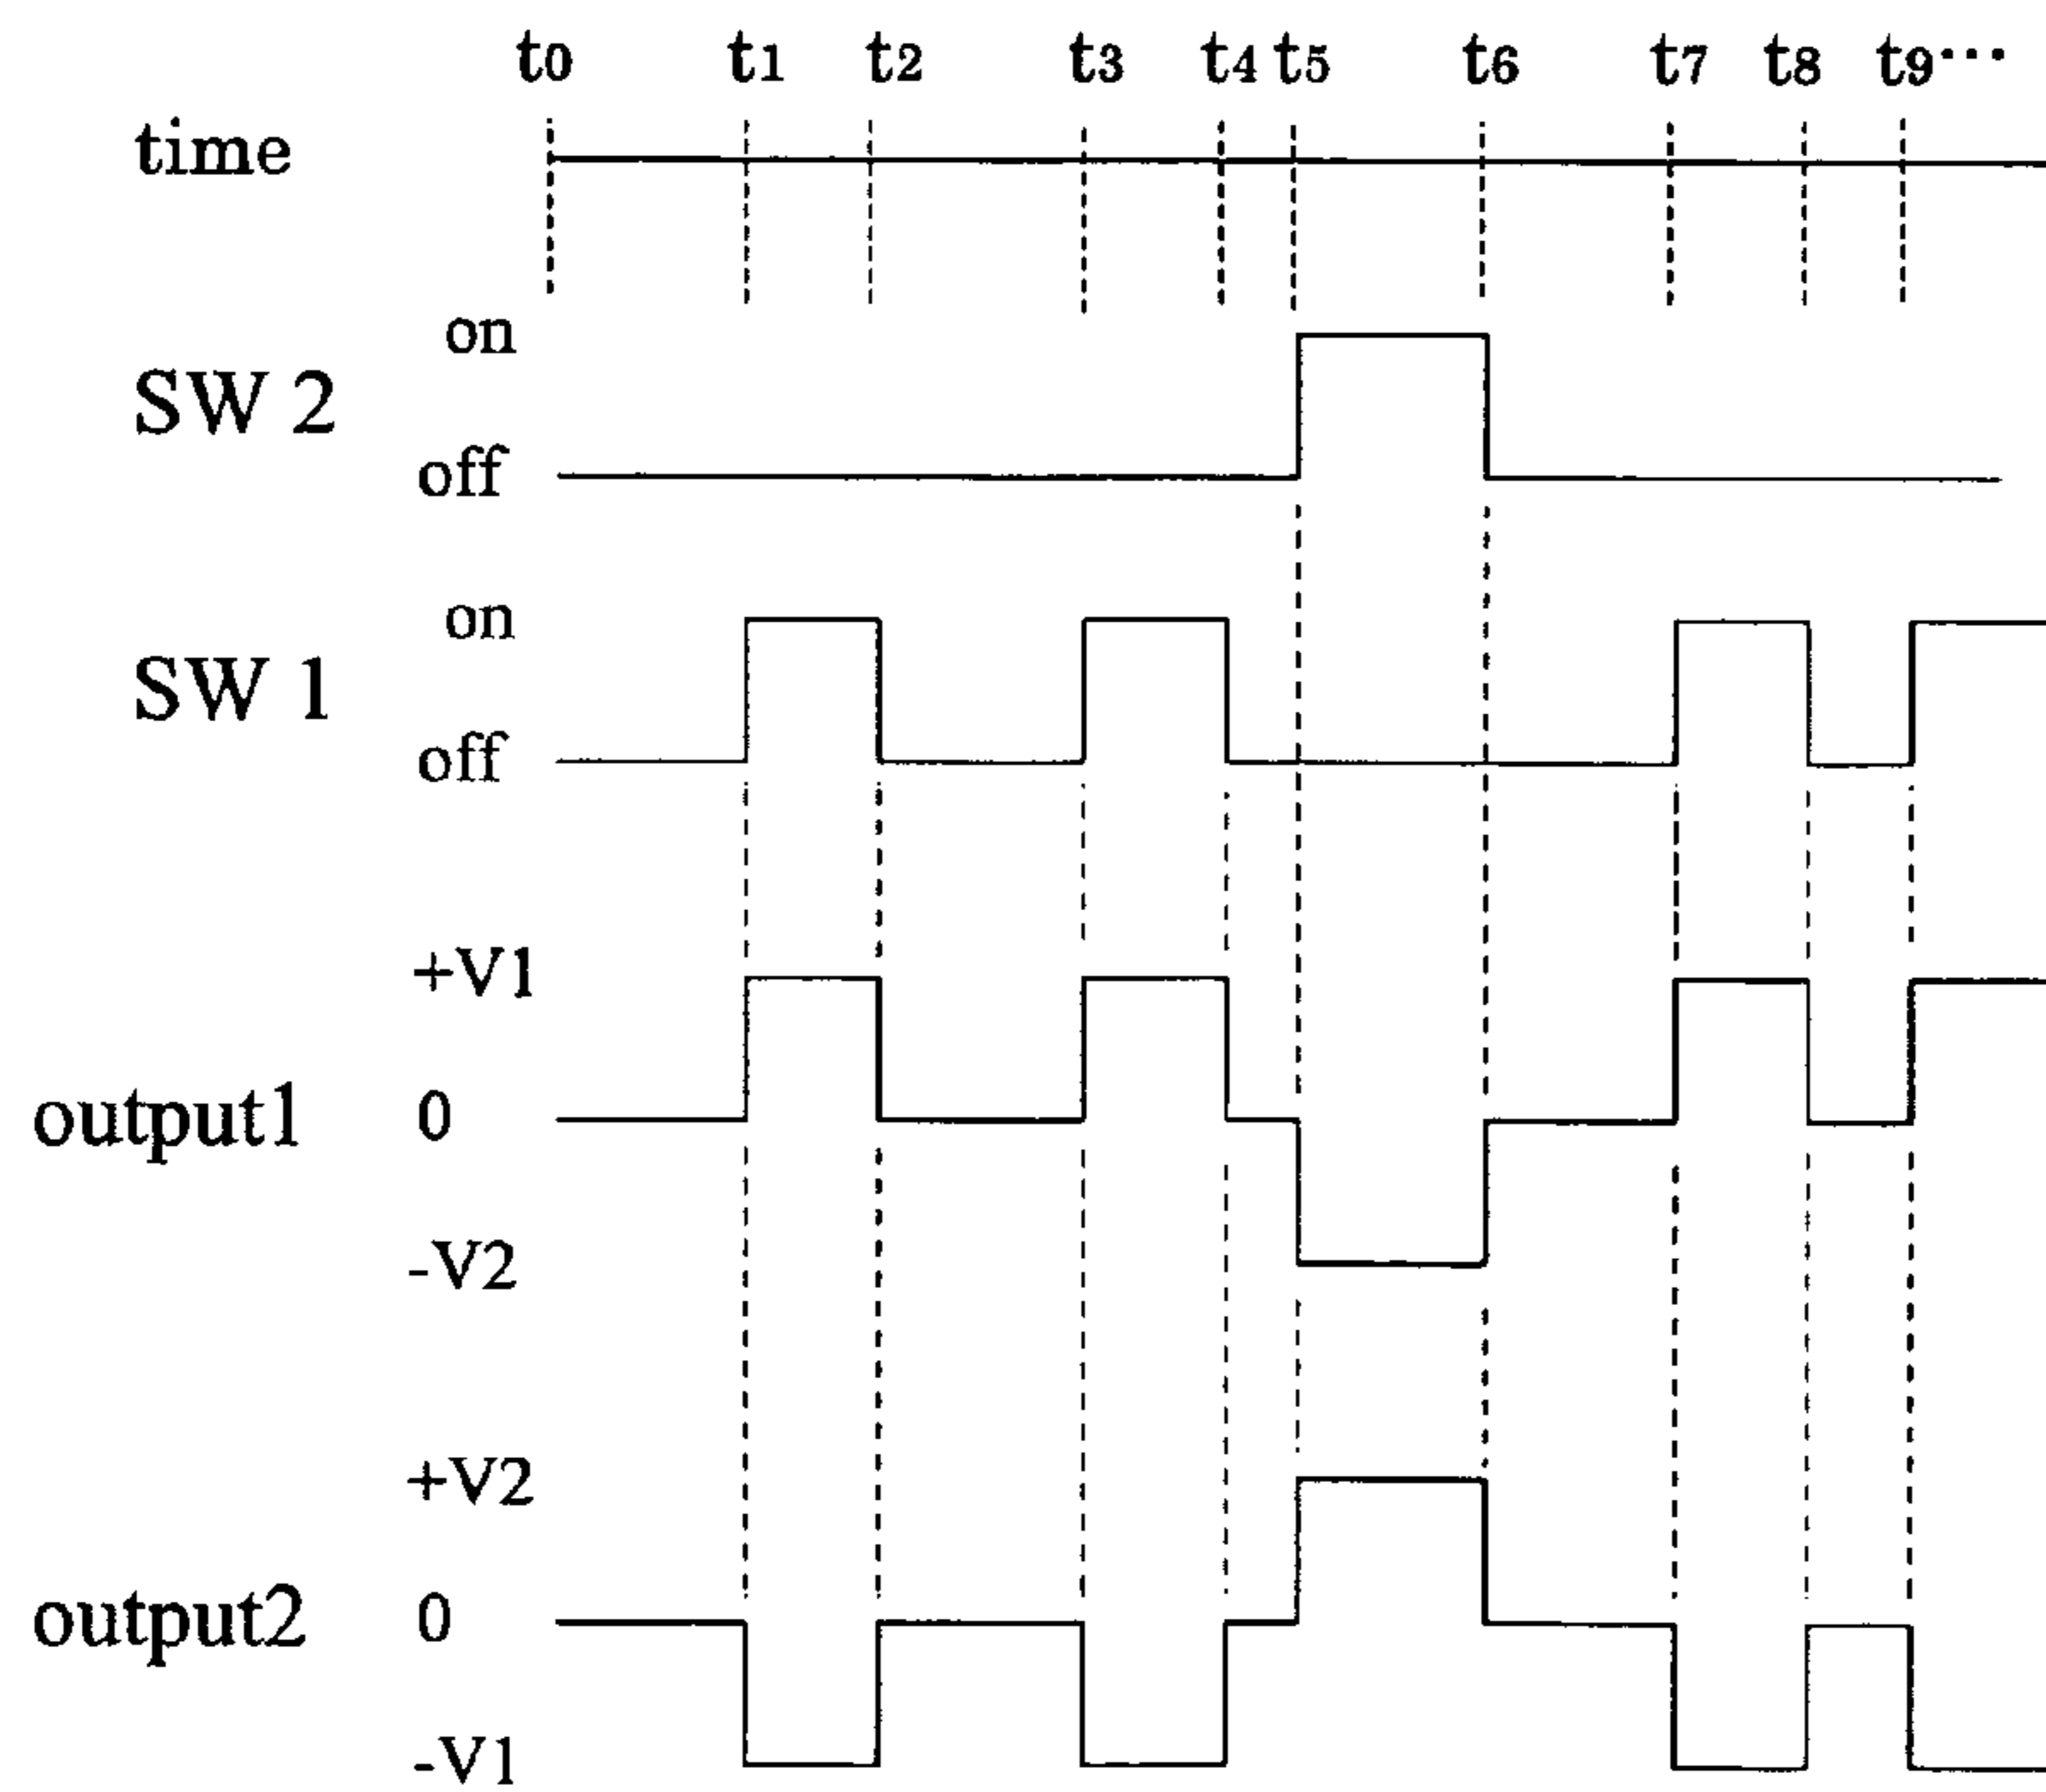 t0 t1 t2 t3 t4 t5 t6 t7 t8 t9...
time
on
SW 2
off
on
SW 1
off
+V1
output1 0
-V2
+V2
output2 0
-V1